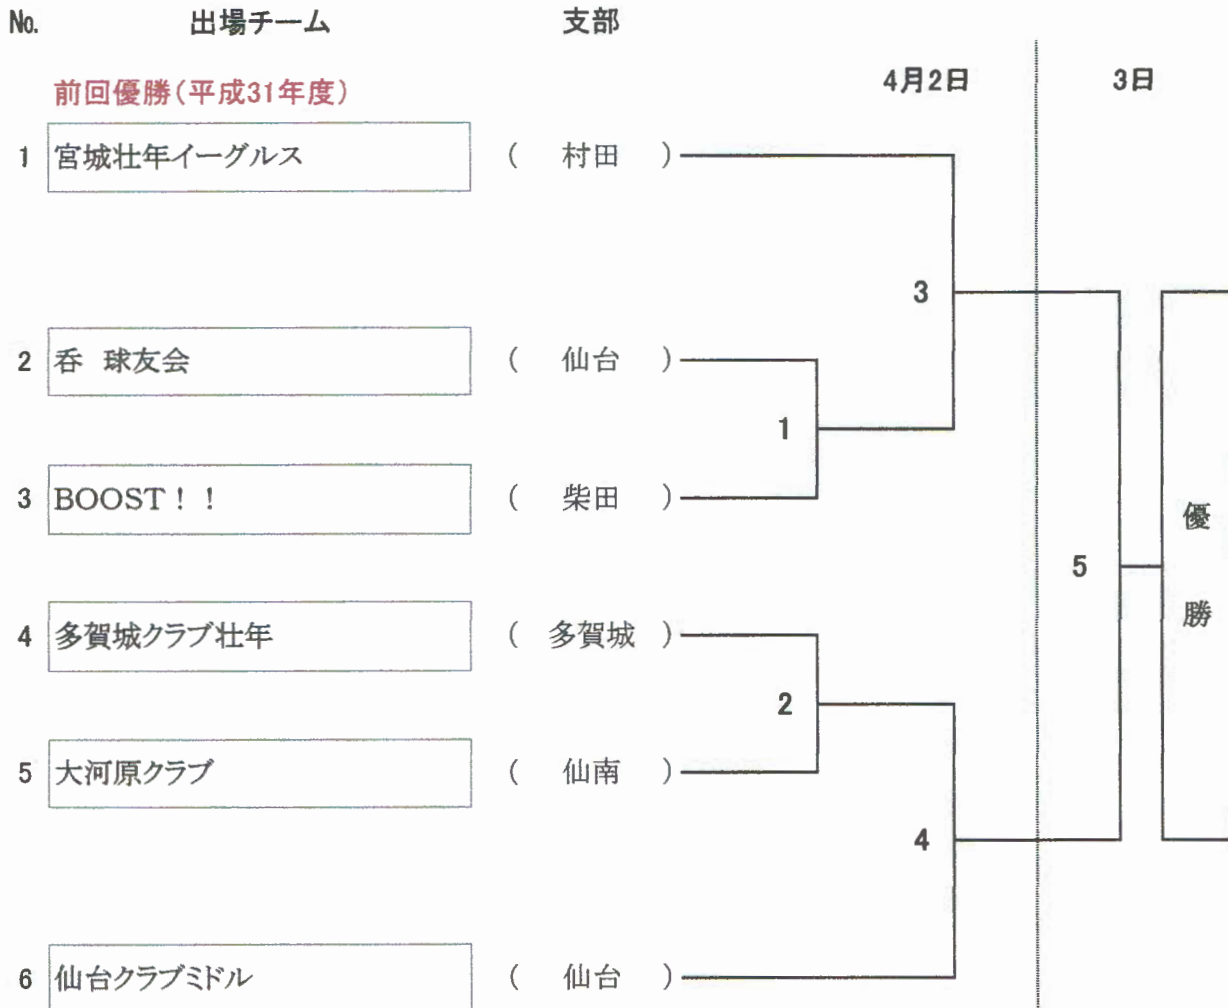 No. 出場チーム 支部
4月2日 3日
前回優勝(平成31年度)
1 宮城壮年イーグルス ( 村田 )
3
2 呑 球友会 ( 仙台 )
1
3 BOOST!! ( 柴田 )
優勝
5
4 多賀城クラブ壮年 ( 多賀城 )
2
5 大河原クラブ ( 仙南 )
4
6 仙台クラブミドル ( 仙台 )